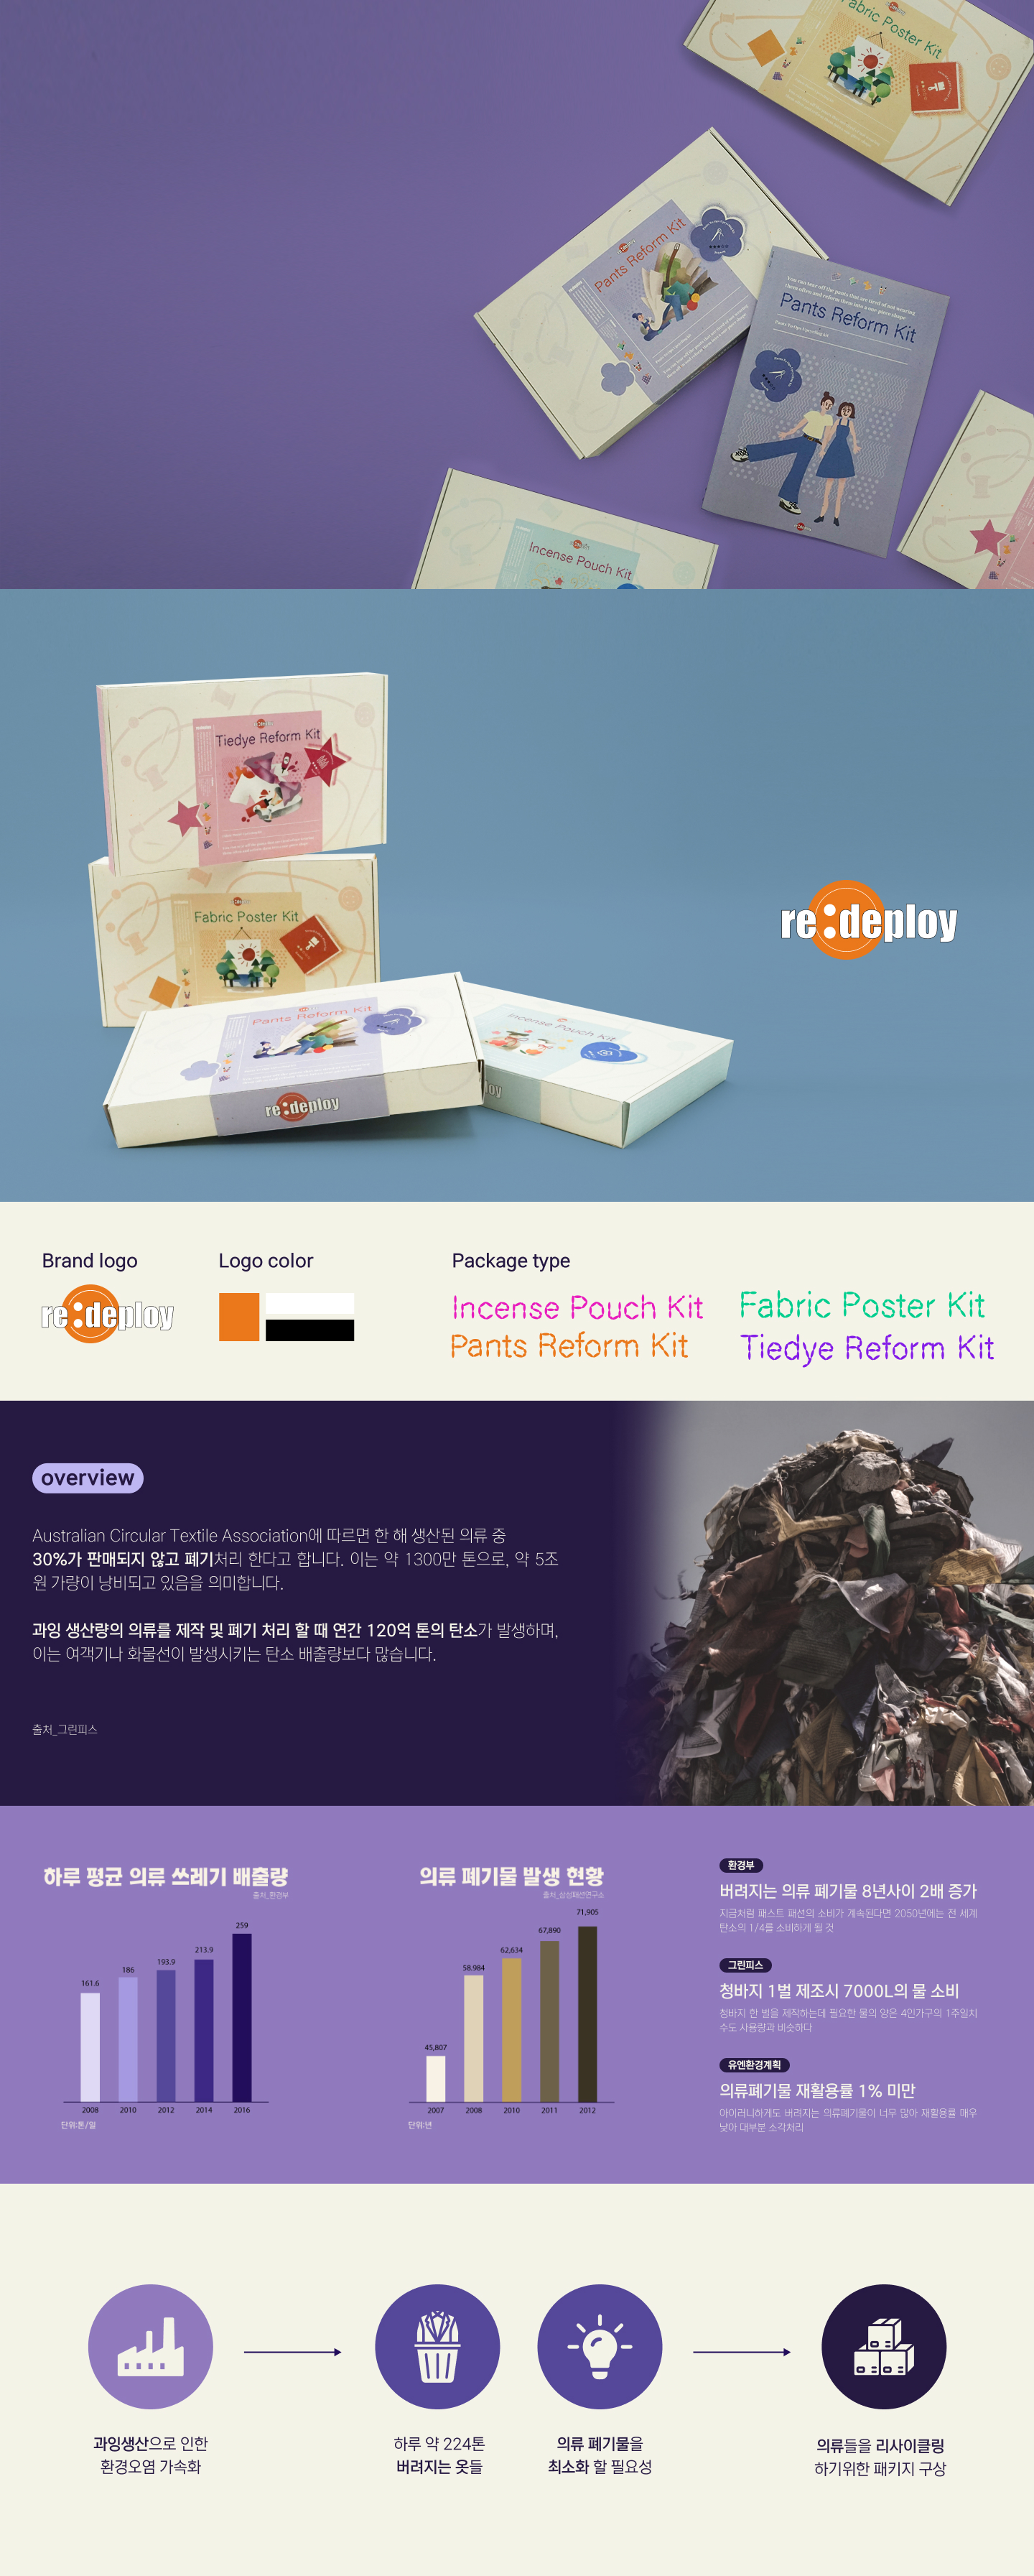 Fabric Poster Kit
Pants Reform Kit
You can tear off the pants that are tired of not wearing
them often and reform them into a one-piece shape
Pants Reform Kit
Incense Pouch Kit
Tiedye Reform Kit
Fabric Poster Kit
re:deploy
Pants Reform Kit
Incense Pouch Kit
re:deploy
loy
Brand logo
Logo color
Package type
re:deploy
Incense Pouch Kit
Fabric Poster Kit
Pants Reform Kit
Tiedye Reform Kit
overview
Australian Circular Textile Association에 따르면 한 해 생산된 의류 중
30%가 판매되지 않고 폐기처리 한다고 합니다. 이는 약 1300만 톤으로, 약 5조
원 가량이 낭비되고 있음을 의미합니다.
과잉 생산량의 의류를 제작 및 폐기 처리 할 때 연간 120억 톤의 탄소가 발생하며,
이는 여객기나 화물선이 발생시키는 탄소 배출량보다 많습니다.
출처_그린피스
하루 평균 의류 쓰레기 배출량
출처_환경부
161.6
186
193.9
213.9
259
2008
2010
2012
2014
2016
단위:톤/일
의류 폐기물 발생 현황
출처_삼성패션연구소
45,807
58.984
62,634
67,890
71,905
2007
2008
2010
2011
2012
단위:년
환경부
버려지는 의류 폐기물 8년사이 2배 증가
지금처럼 패스트 패션의 소비가 계속된다면 2050년에는 전 세계
탄소의 1/4를 소비하게 될 것
그린피스
청바지 1벌 제조시 7000L의 물 소비
청바지 한 벌을 제작하는데 필요한 물의 양은 4인가구의 1주일치
수도 사용량과 비슷하다
유엔환경계획
의류폐기물 재활용률 1% 미만
아이러니하게도 버려지는 의류폐기물이 너무 많아 재활용률 매우
낮아 대부분 소각처리
과잉생산으로 인한
환경오염 가속화
하루 약 224톤
버려지는 옷들
의류 폐기물을
최소화 할 필요성
의류들을 리사이클링
하기위한 패키지 구상